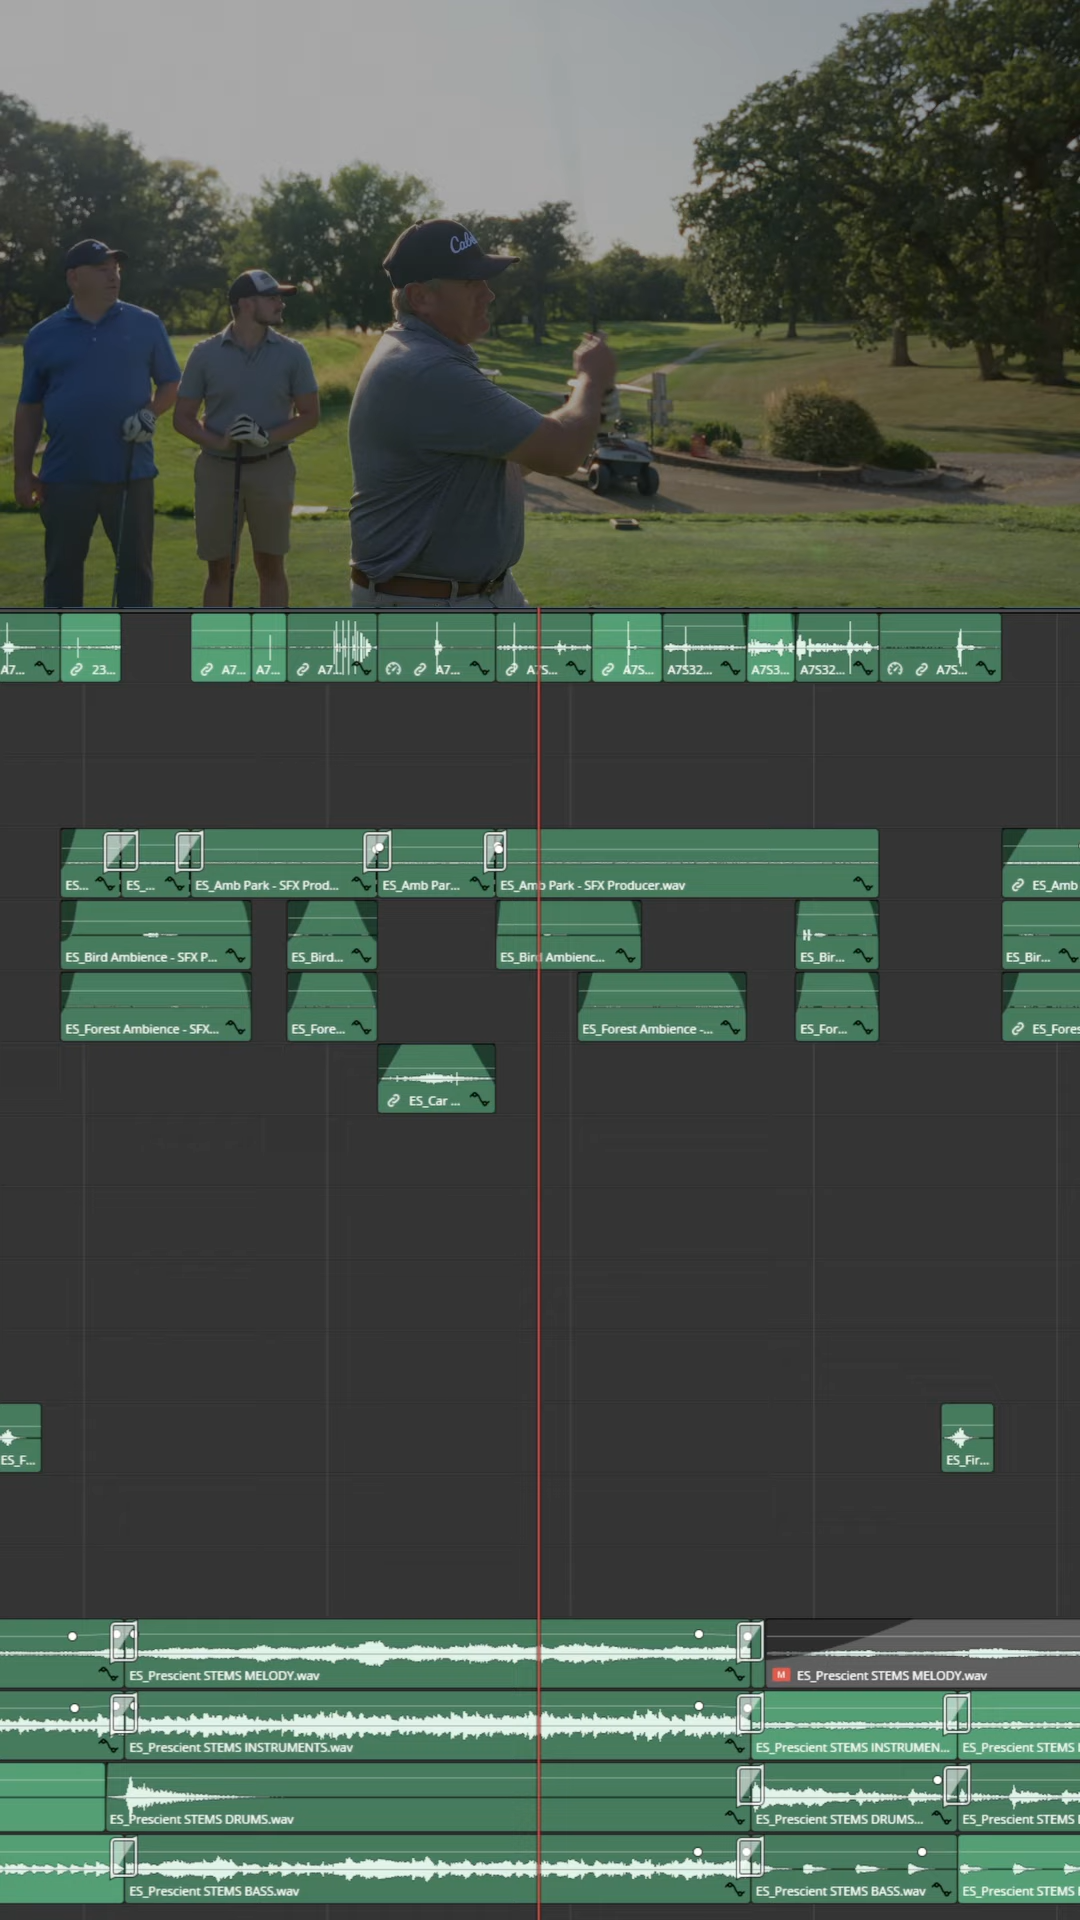 A7...
23...
A7...
A7...
A7...
A7...
A7S...
A7S...
A7S32...
A7S3...
A7S32...
A7S...
ES...
ES_...
ES_Amb Park - SFX Prod...
ES_Amb Par...
ES_Amb Park - SFX Producer.wav
ES_Amb
ES_Bird Ambience - SFX P...
ES_Bird...
ES_Bird Ambienc...
ES_Bir...
ES_Bir...
ES_Forest Ambience - SFX...
ES_Fore...
ES_Forest Ambience -...
ES_For...
ES_Fores
ES_Car ...
ES_F...
ES_Fir...
ES_Prescient STEMS MELODY.wav
M ES_Prescient STEMS MELODY.wav
ES_Prescient STEMS INSTRUMENTS.wav
ES_Prescient STEMS INSTRUMEN...
ES_Prescient STEMS
ES_Prescient STEMS DRUMS.wav
ES_Prescient STEMS DRUMS...
ES_Prescient STEMS
ES_Prescient STEMS BASS.wav
ES_Prescient STEMS BASS.wav
ES_Prescient STEMS